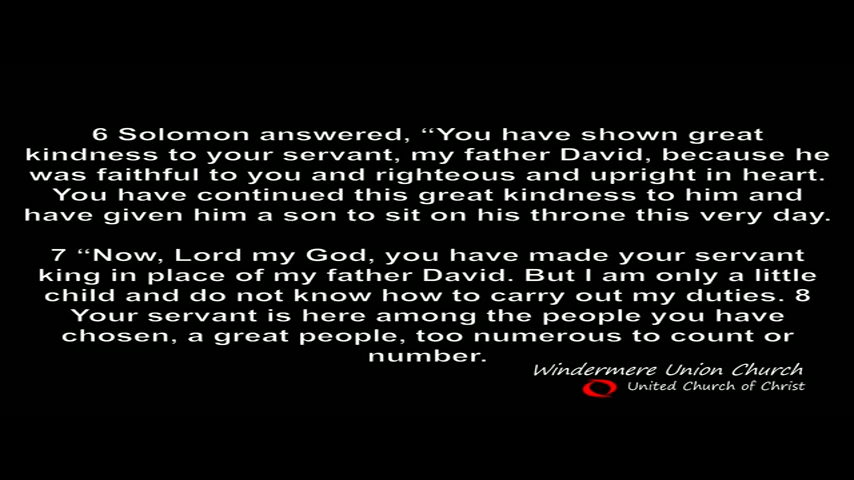 6 Solomon answered, “You have shown great
kindness to your servant, my father David, because he
was faithful to you and righteous and upright in heart.
You have continued this great kindness to him and
have given him a son to sit on his throne this very day.
7 “Now, Lord my God, you have made your servant
king in place of my father David. But I am only a little
child and do not know how to carry out my duties. 8
Your servant is here among the people you have
chosen, a great people, too numerous to count or
number.
Windermere Union Church
United Church of Christ